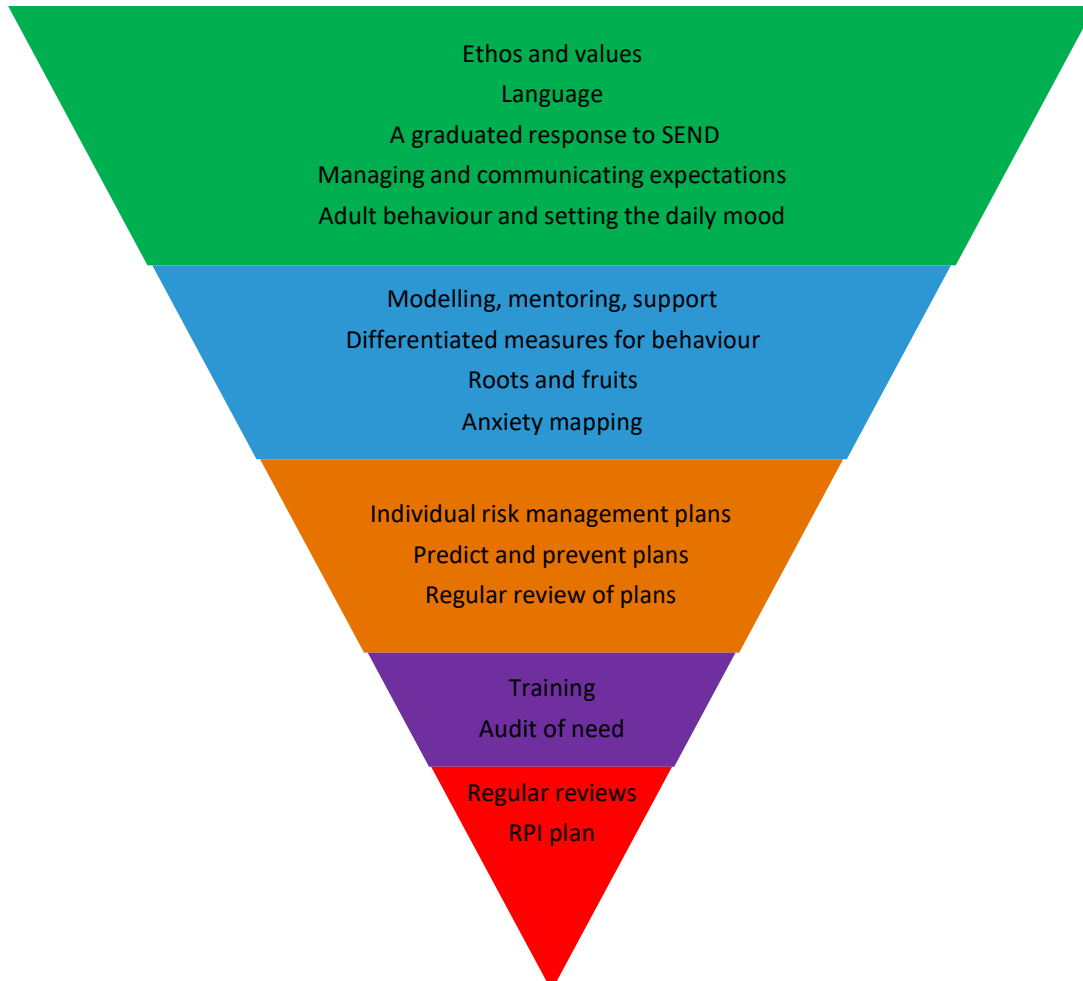 Ethos and values
Language
A graduated response to SEND
Managing and communicating expectations
Adult behaviour and setting the daily mood
Modelling, mentoring, support
Differentiated measures for behaviour
Roots and fruits
Anxiety mapping
Individual risk management plans
Predict and prevent plans
Regular review of plans
Training
Audit of need
Regular reviews
RPI plan